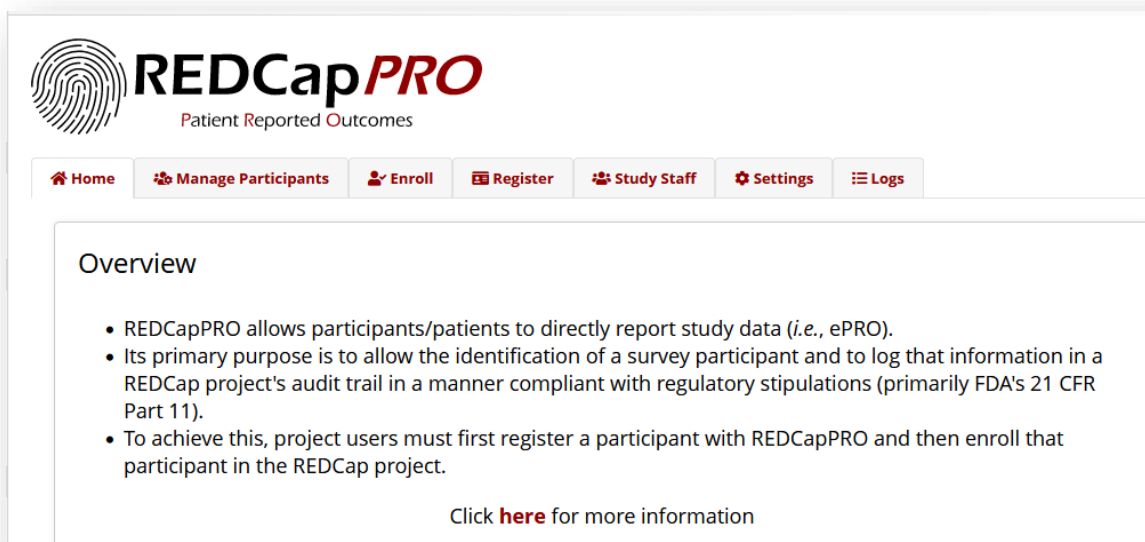 REDCapPRO
Patient Reported Outcomes
Home Manage Participants Enroll Register Study Staff Settings Logs
Overview
• REDCapPRO allows participants/patients to directly report study data (i.e., ePRO).
• Its primary purpose is to allow the identification of a survey participant and to log that information in a
REDCap project's audit trail in a manner compliant with regulatory stipulations (primarily FDA's 21 CFR
Part 11).
• To achieve this, project users must first register a participant with REDCapPRO and then enroll that
participant in the REDCap project.
Click here for more information